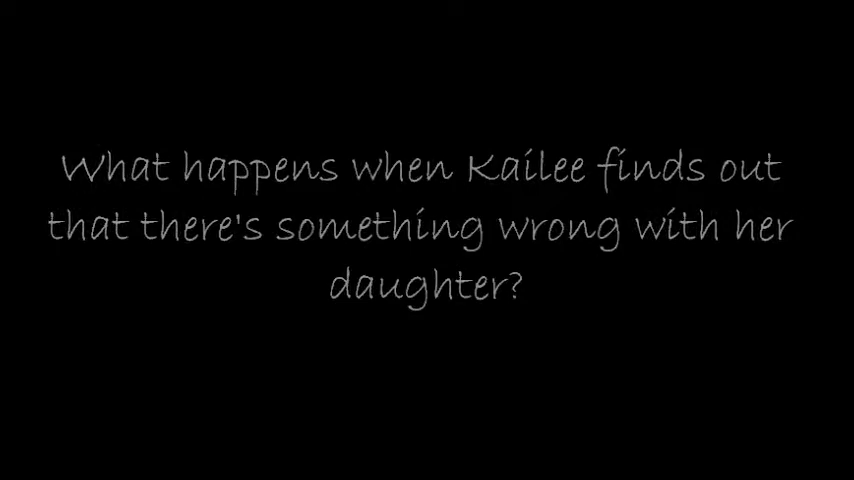 What happens when Kailee finds out
that there's something wrong with her
daughter?